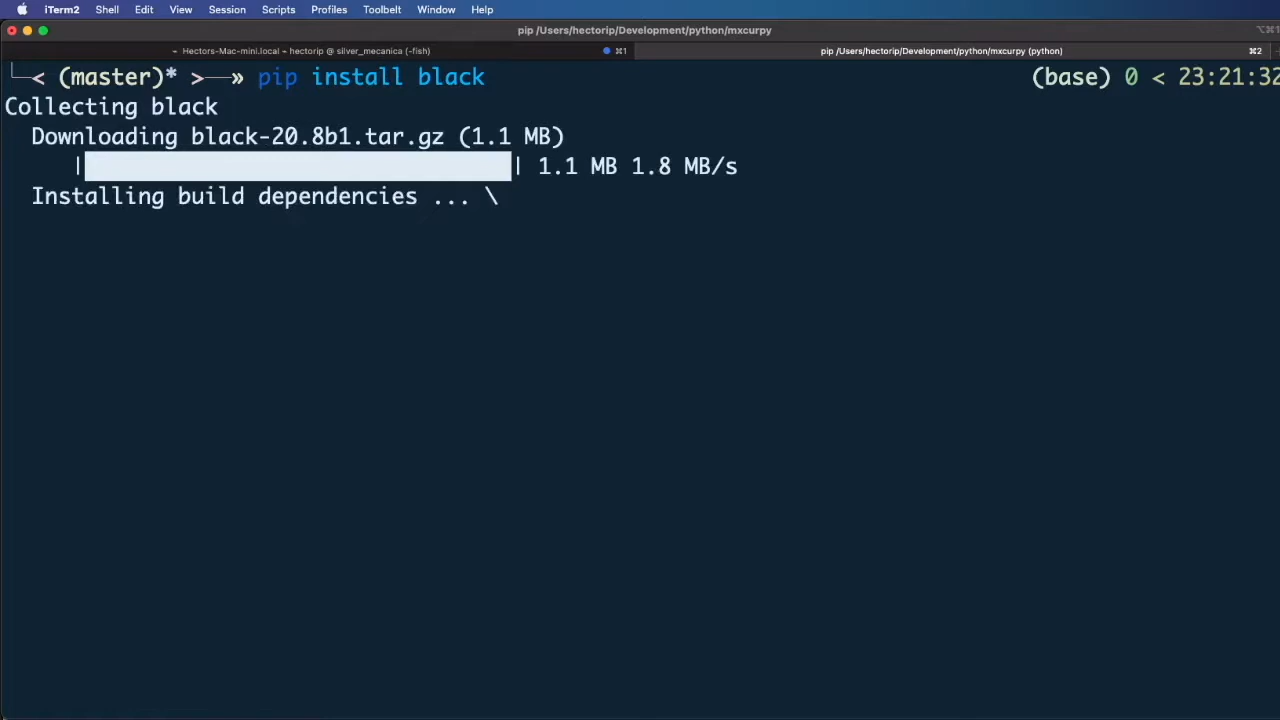 iTerm2 Shell Edit View Session Scripts Profiles Toolbelt Window Help
pip /Users/hectorip/Development/python/mxcurpy ⌥⌘1
~ Hectors-Mac-mini.local ~ hectorip @ silver_mecanica (-fish) ⌘1 pip /Users/hectorip/Development/python/mxcurpy (python) ⌘2
└─< (master)* >─» pip install black (base) 0 < 23:21:32
Collecting black
Downloading black-20.8b1.tar.gz (1.1 MB)
|████████████████████████████████| 1.1 MB 1.8 MB/s
Installing build dependencies ... \